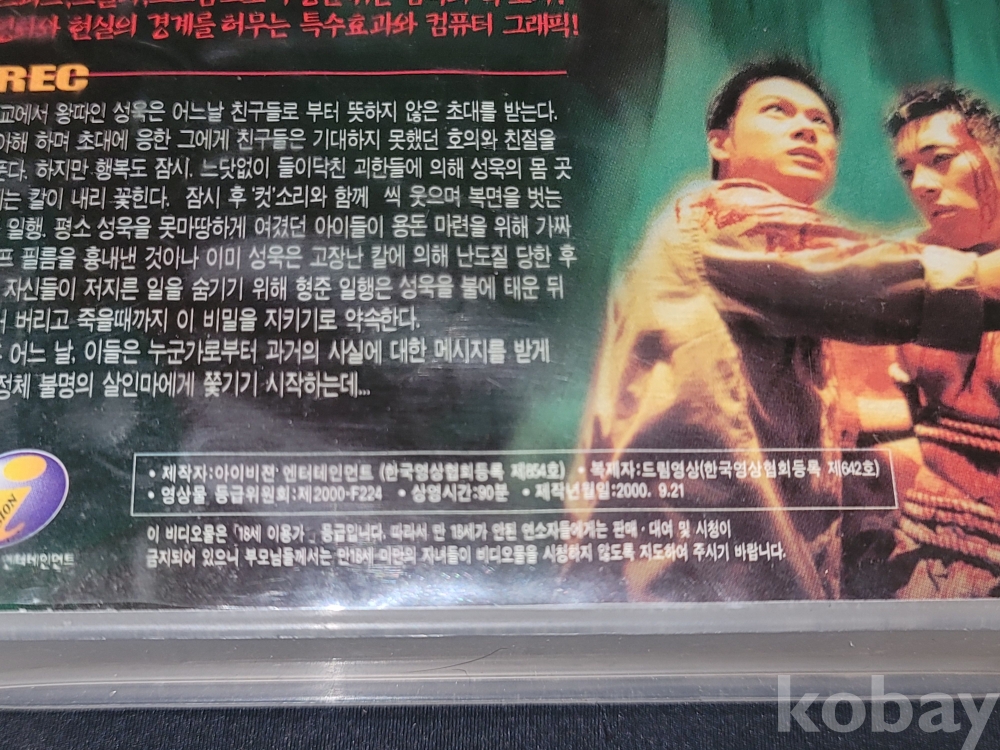 현실의 경계를 허무는 특수효과와 컴퓨터 그래픽!
REC
교에서 왕따인 성욱은 어느날 친구들로 부터 뜻하지 않은 초대를 받는다.
아해 하며 초대에 응한 그에게 친구들은 기대하지 못했던 호의와 친절을
푼다. 하지만 행복도 잠시. 느닷없이 들이닥친 괴한들에 의해 성욱의 몸 곳
에는 칼이 내리 꽂힌다. 잠시 후 '컷'소리와 함께 씩 웃으며 복면을 벗는
일행. 평소 성욱을 못마땅하게 여겼던 아이들이 용돈 마련을 위해 가짜
프 필름을 흉내낸 것이나 이미 성욱은 고장난 칼에 의해 난도질 당한 후
자신들이 저지른 일을 숨기기 위해 형준 일행은 성욱을 불에 태운 뒤
버리고 죽을때까지 이 비밀을 지키기로 약속한다.
어느 날, 이들은 누군가로부터 과거의 사실에 대한 메시지를 받게
정체 불명의 살인마에게 쫓기기 시작하는데...
• 제작자:아이비젼 엔터테인먼트 (한국영상협회등록 제854호) • 복제자:드림영상(한국영상협회등록 제642호)
• 영상물 등급위원회:제2000-F224 • 상영시간:90분 • 제작년월일:2000. 9.21
이 비디오물은 「18세 이용가」 등급입니다. 따라서 만 18세가 안된 연소자들에게는 판매·대여 및 시청이
금지되어 있으니 부모님들께서는 만18세 미만의 자녀들이 비디오물을 시청하지 않도록 지도하여 주시기 바랍니다.
엔터테인먼트
kobay